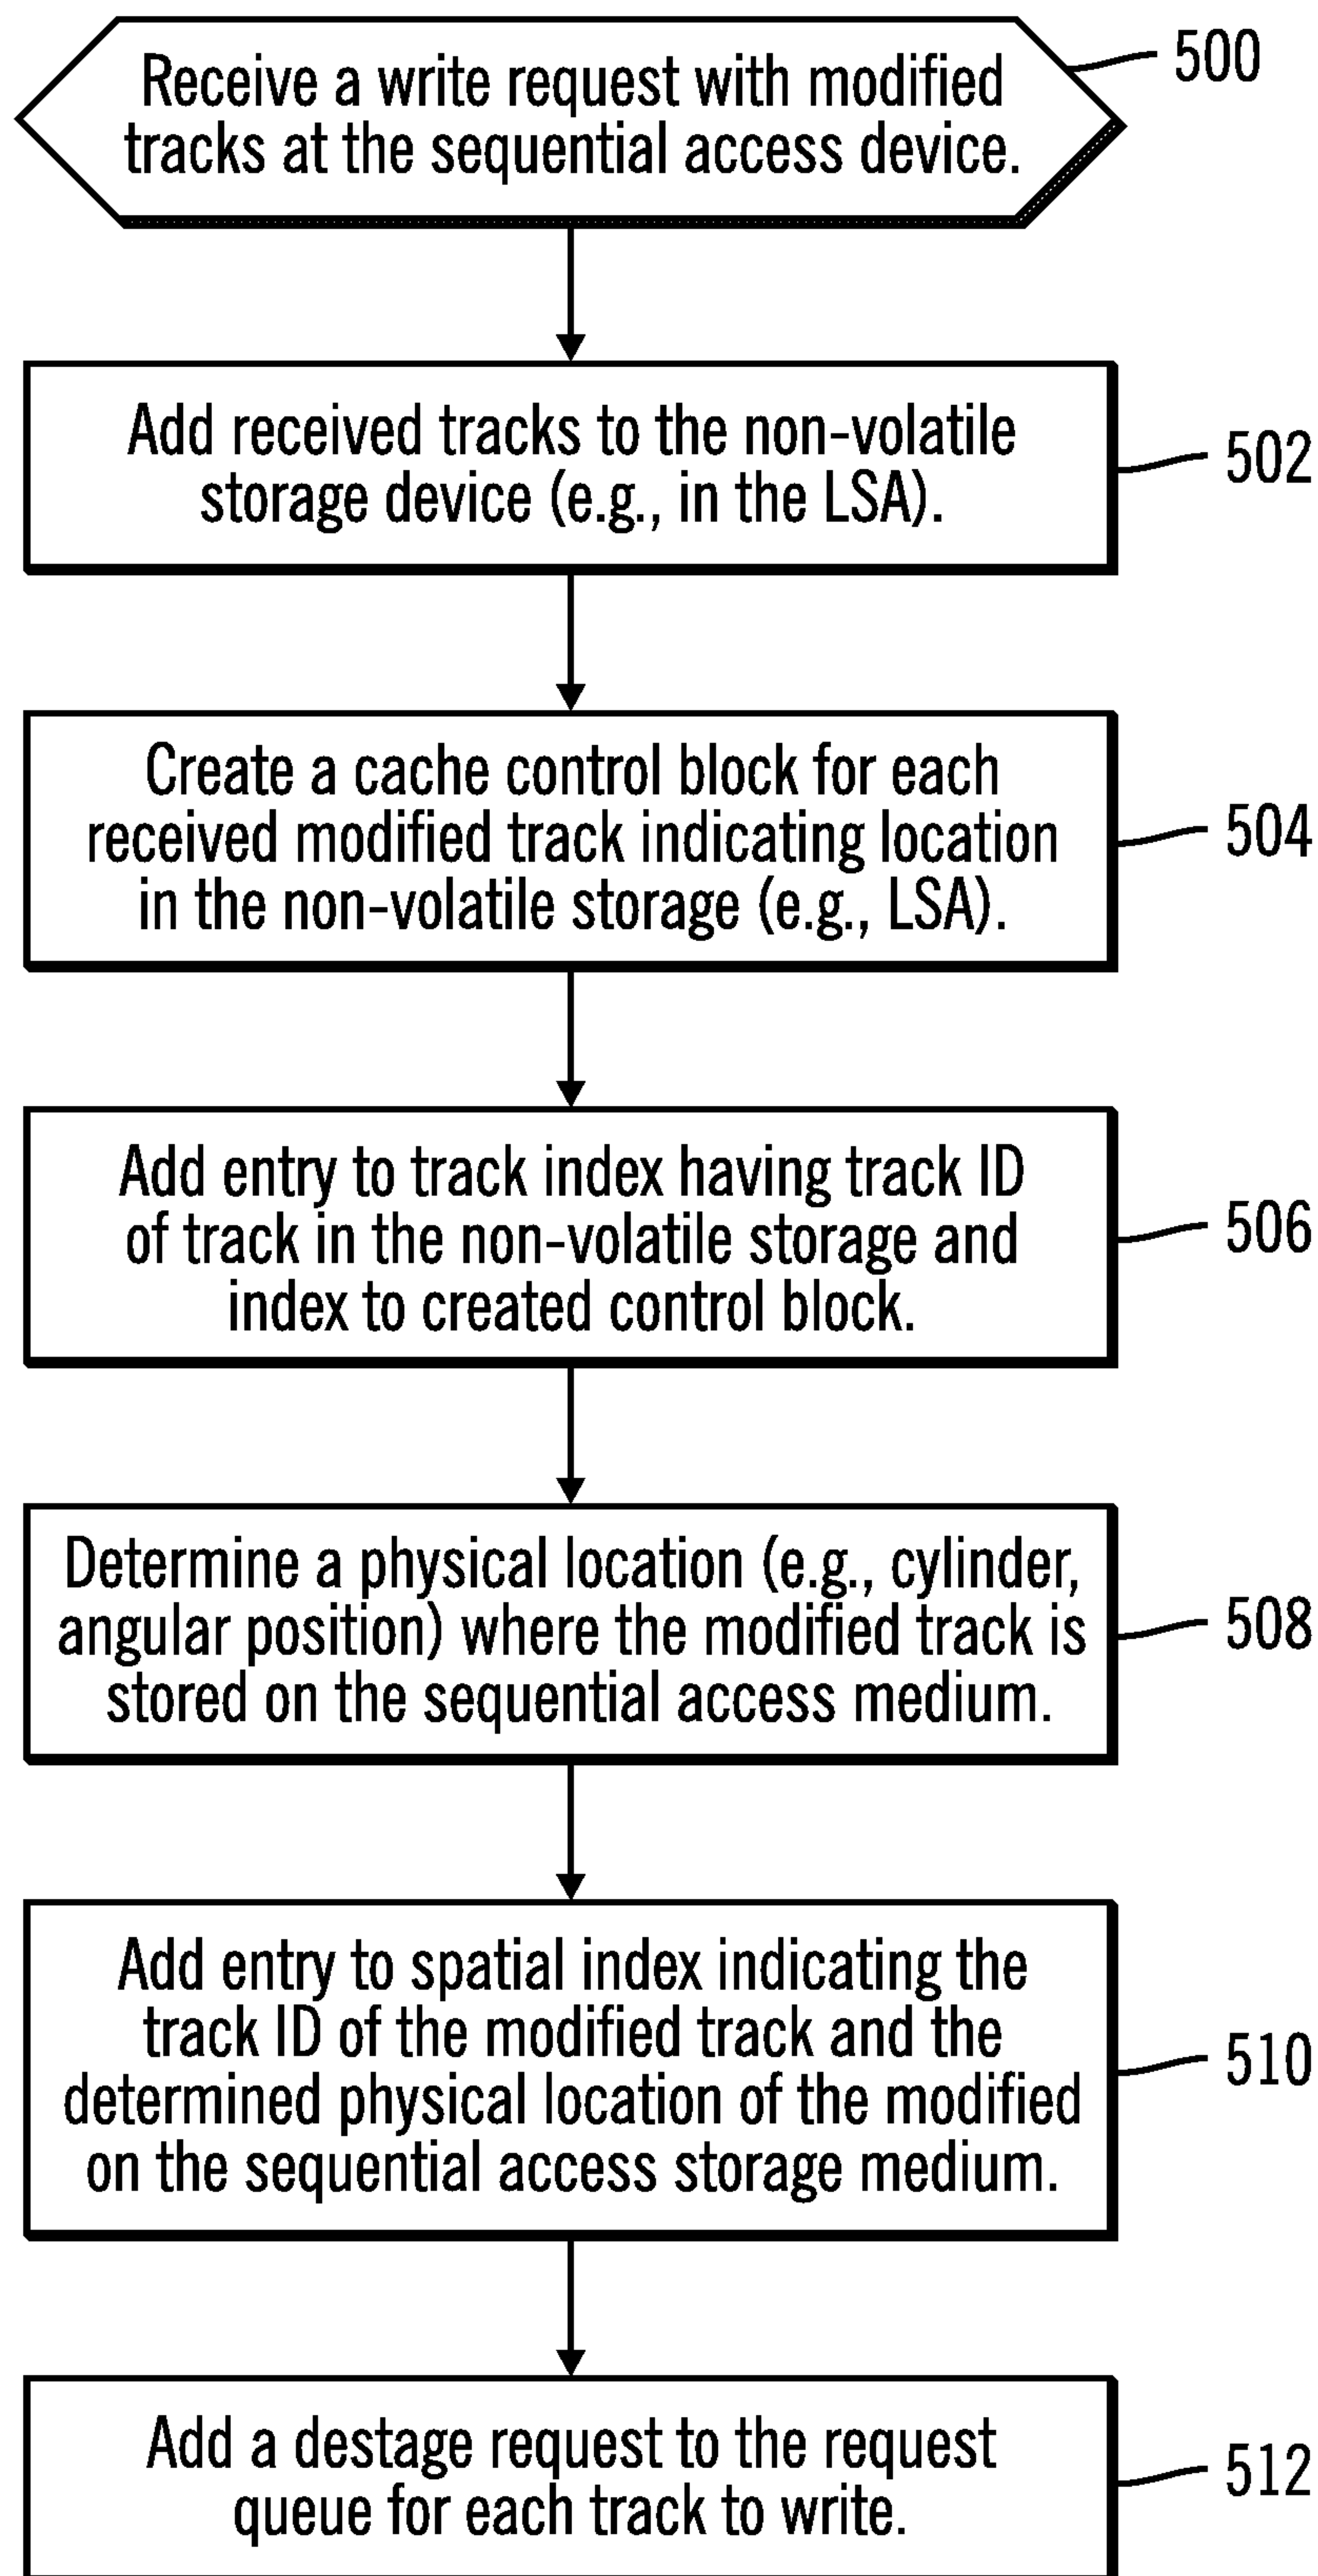 Receive a write request with modified
tracks at the sequential access device.
500
Add received tracks to the non-volatile
storage device (e.g., in the LSA).
502
Create a cache control block for each
received modified track indicating location
in the non-volatile storage (e.g., LSA).
504
Add entry to track index having track ID
of track in the non-volatile storage and
index to created control block.
506
Determine a physical location (e.g., cylinder,
angular position) where the modified track is
stored on the sequential access medium.
508
Add entry to spatial index indicating the
track ID of the modified track and the
determined physical location of the modified
on the sequential access storage medium.
510
Add a destage request to the request
queue for each track to write.
512